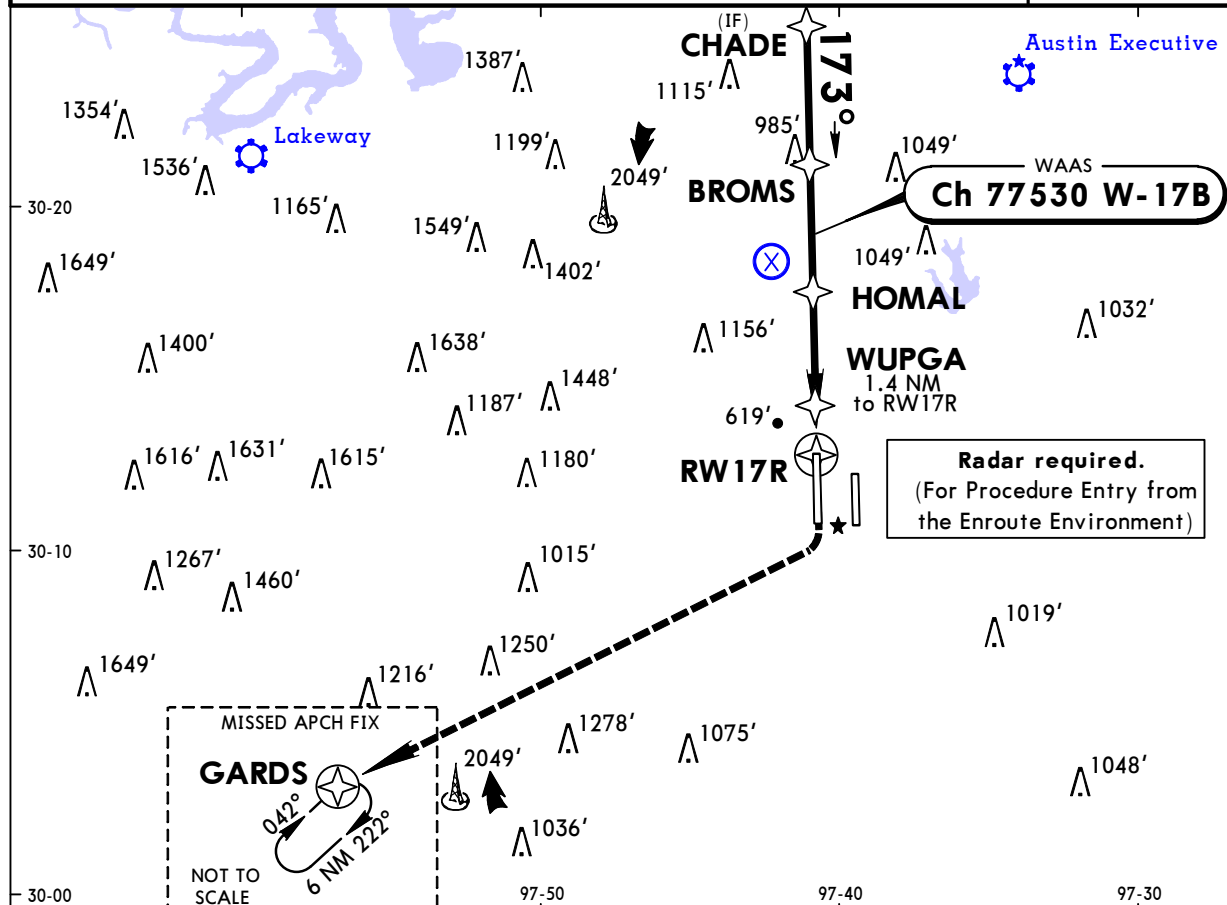 (IF)
CHADE
173°
Austin Executive
1387'
1115'
1354'
Lakeway
1199'
985'
1049'
1536'
2049'
WAAS
BROMS
Ch 77530 W-17B
30-20
1165'
1549'
1402'
1049'
1649'
X
HOMAL
1032'
1400'
1638'
1156'
WUPGA
1.4 NM
to RW17R
1448'
1187'
619'
1616'
1631'
1615'
1180'
RW17R
Radar required.
(For Procedure Entry from
the Enroute Environment)
30-10
1267'
1460'
1015'
1019'
1649'
1250'
1216'
MISSED APCH FIX
1278'
1075'
GARDS
2049'
1048'
042°
6 NM 222°
1036'
NOT TO
SCALE
30-00
97-50
97-40
97-30